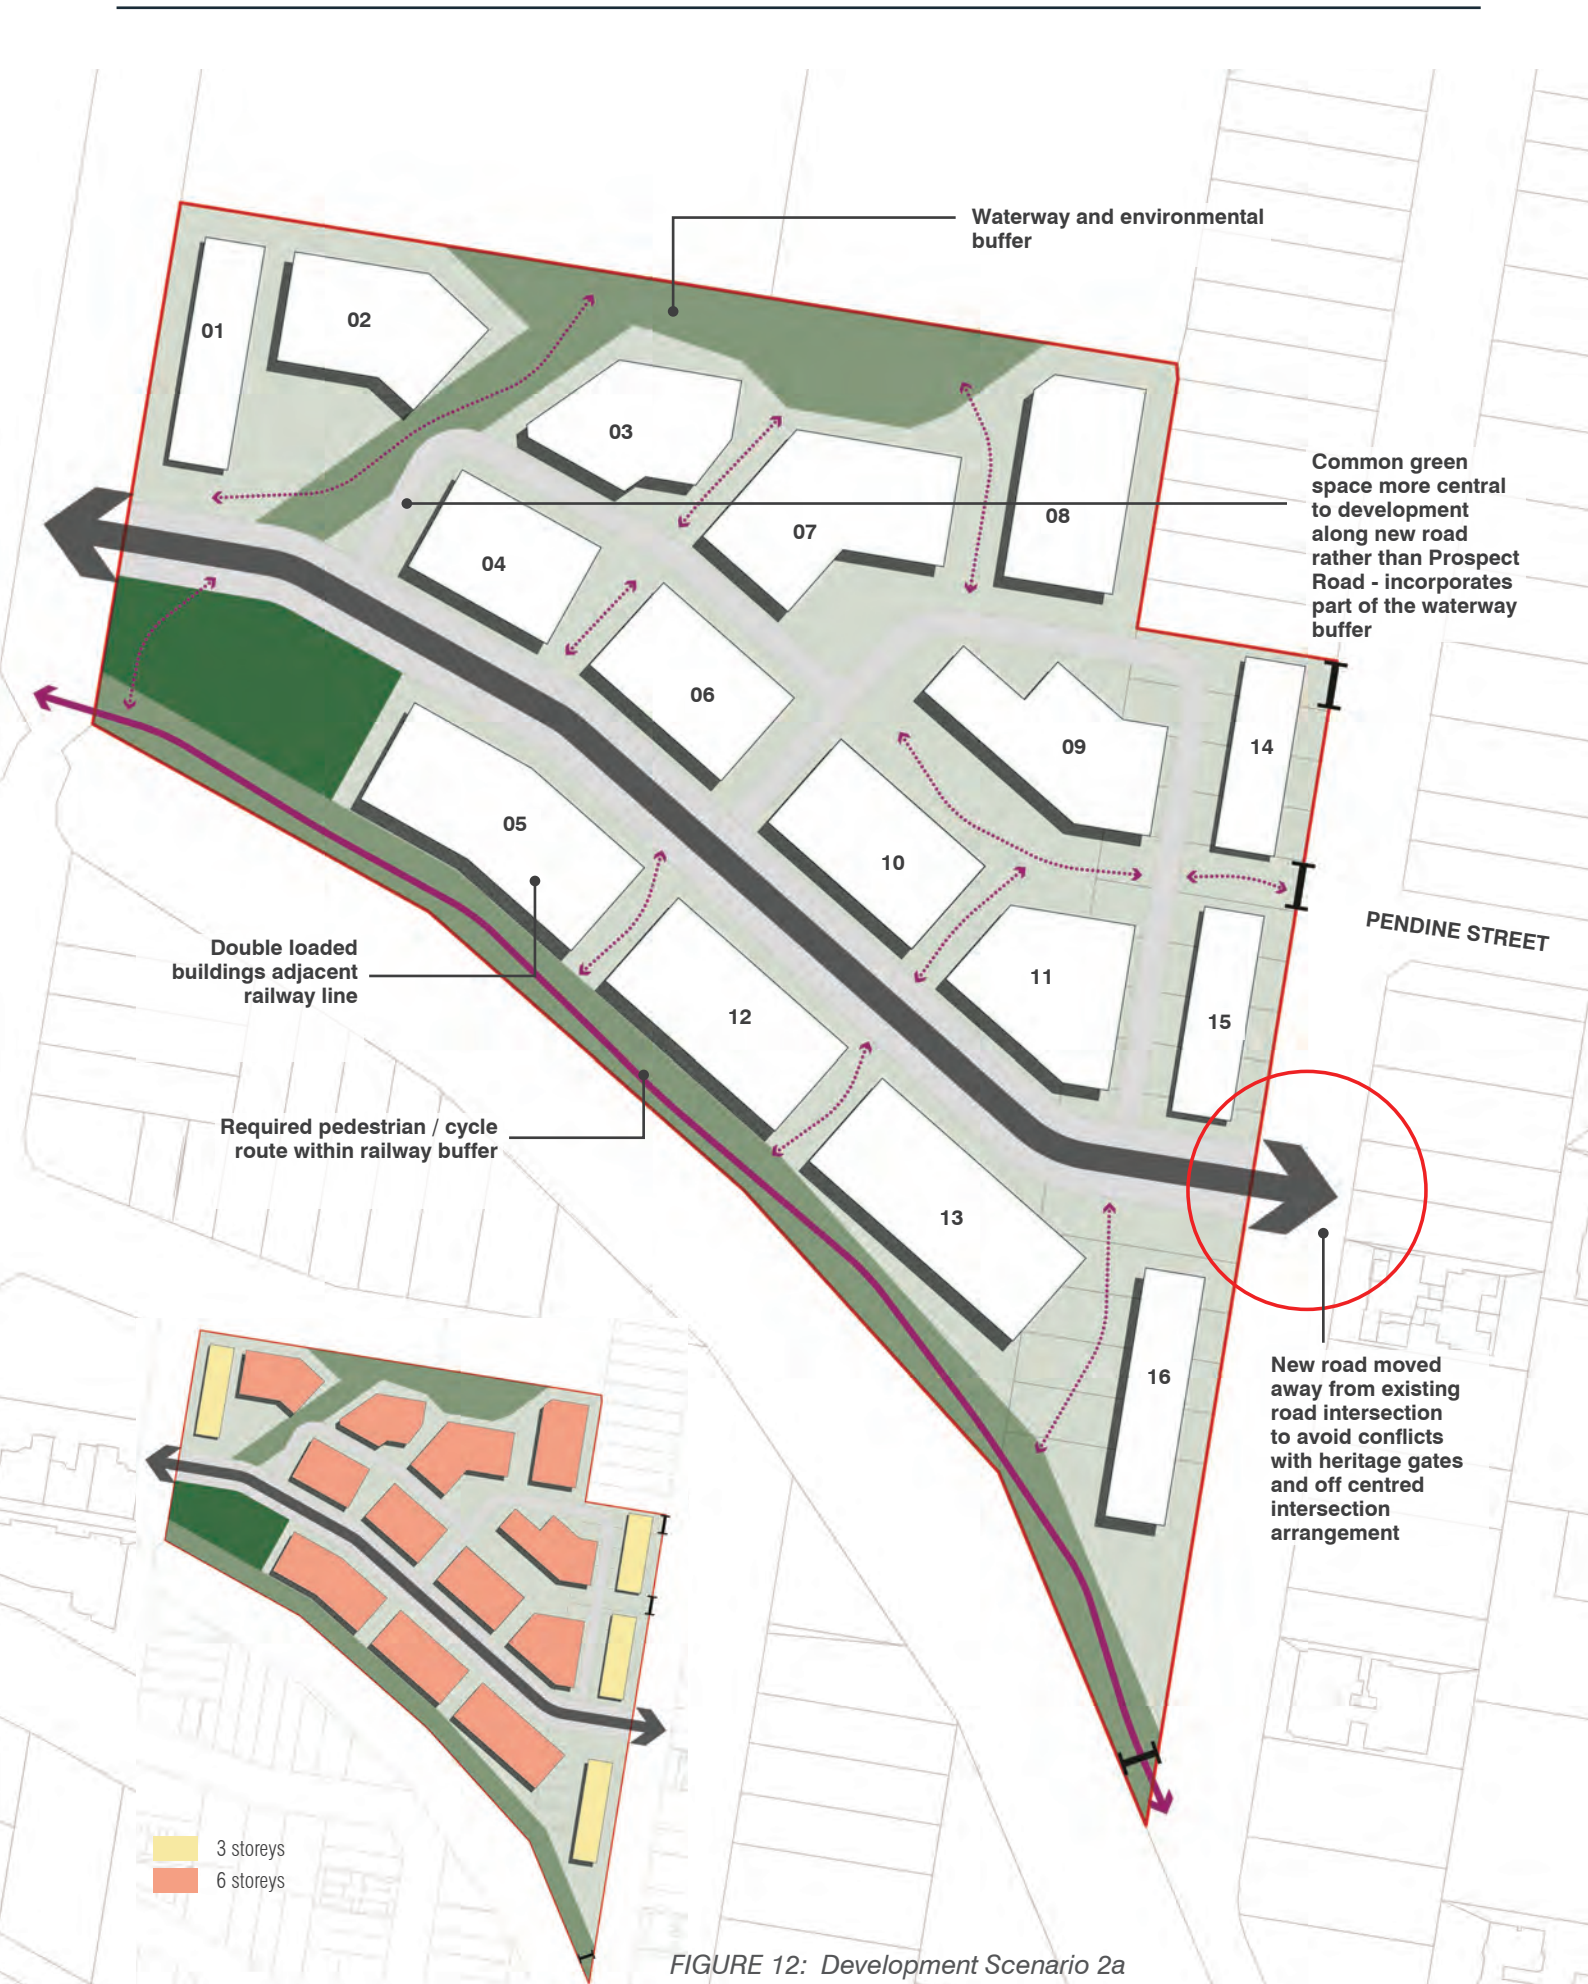 Waterway and environmental
buffer
01
02
03
04
05
06
07
08
09
10
11
12
13
14
15
16
Common green
space more central
to development
along new road
rather than Prospect
Road - incorporates
part of the waterway
buffer
PENDINE STREET
Double loaded
buildings adjacent
railway line
Required pedestrian / cycle
route within railway buffer
New road moved
away from existing
road intersection
to avoid conflicts
with heritage gates
and off centred
intersection
arrangement
3 storeys
6 storeys
FIGURE 12: Development Scenario 2a